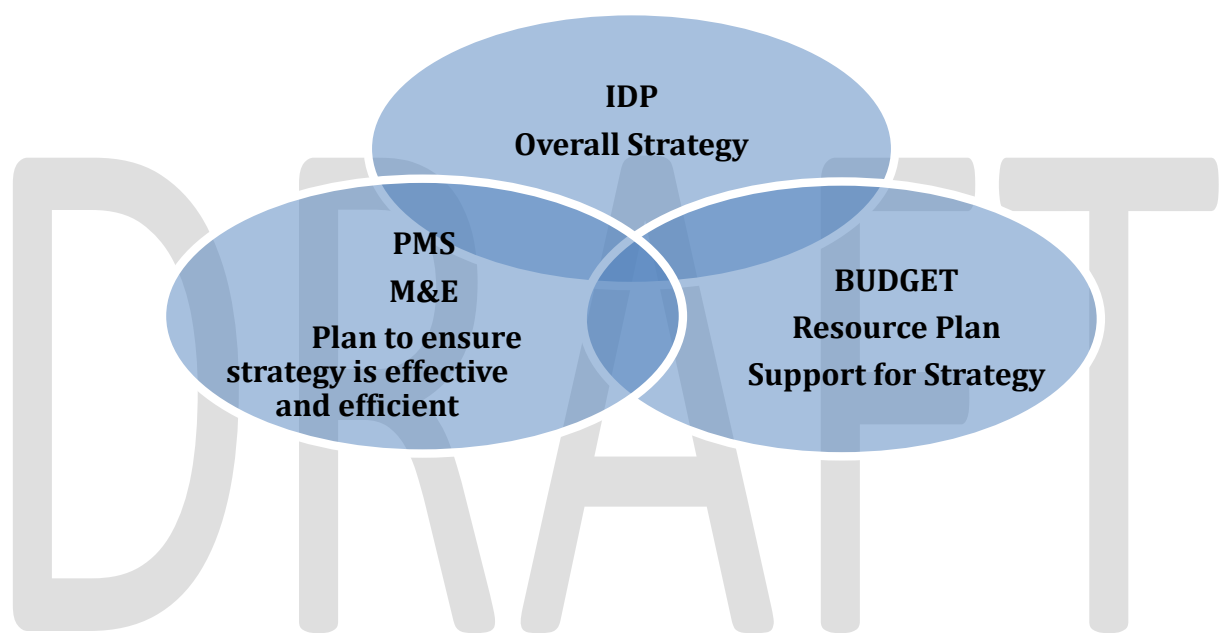 IDP
Overall Strategy
PMS
M&E
Plan to ensure
strategy is effective
and efficient
BUDGET
Resource Plan
Support for Strategy
DRAFT